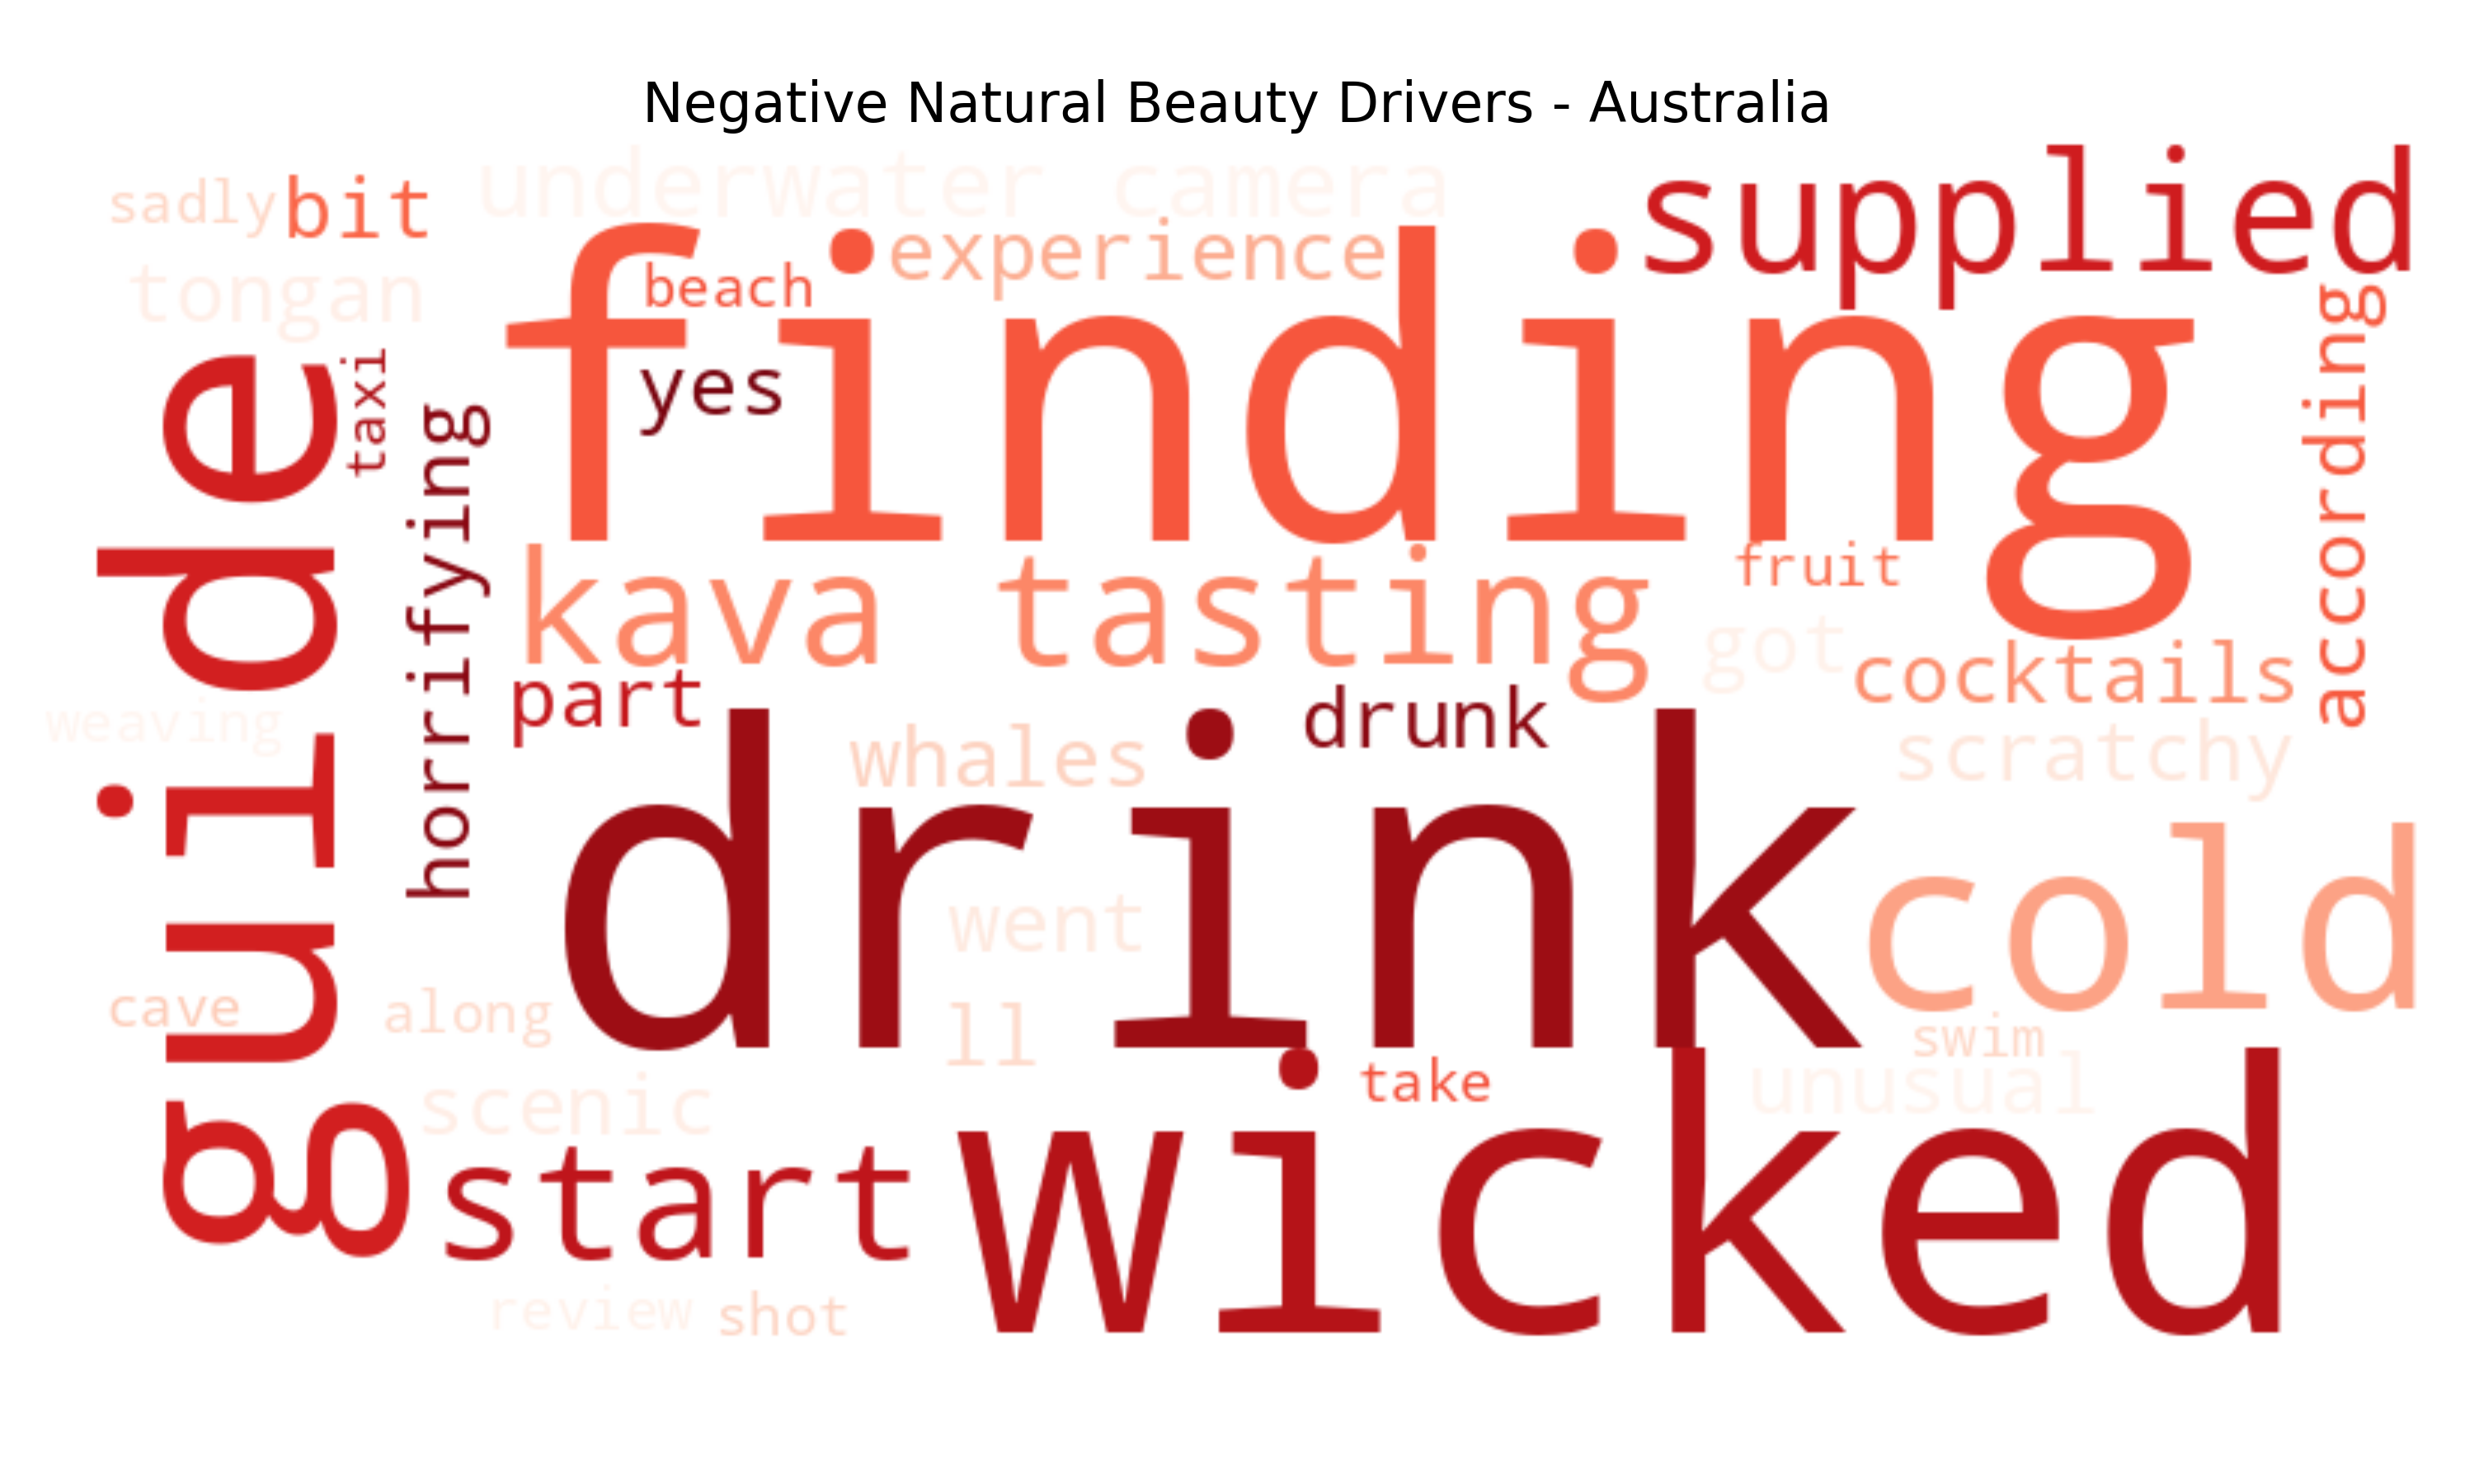 Negative Natural Beauty Drivers - Australia
underwater camera
supplied
sadly
bit
experience
beach
tongan
finding
according
taxi
yes
horrifying
guide
kava tasting
fruit
got
cocktails
part
drunk
weaving
whales
scratchy
drink
cold
went
cave
along
ll
swim
take
unusual
scenic
start
wicked
review
shot